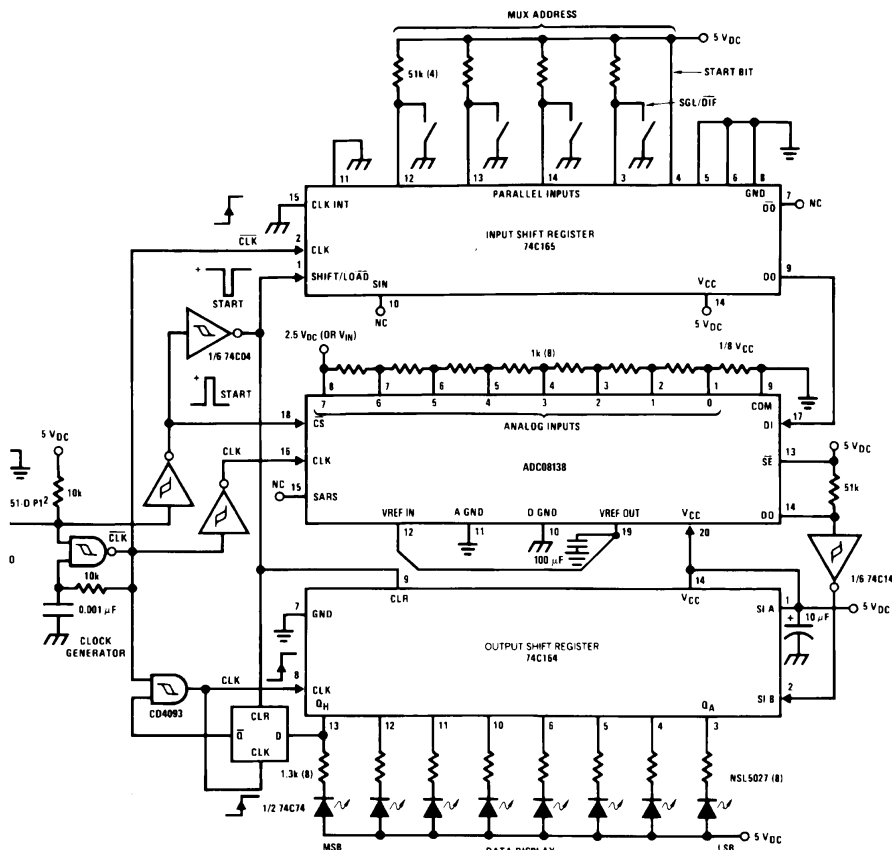 MUX ADDRESS
5 VDC
51k (4)
START BIT
SGL/DIF
12
13
14
3
4
5
6
8
11
PARALLEL INPUTS
GND
15
CLK INT
DO
7
NC
INPUT SHIFT REGISTER
74C165
CLK
2
CLK
1
SHIFT/LOAD
DO
9
SIN
VCC
10
NC
14
5 VDC
+
START
1/6 74C04
+
START
2.5 VDC (OR VIN)
1k (8)
1/8 VCC
8
7
6
5
4
3
2
1
9
7
6
5
4
3
2
1
0
COM
ANALOG INPUTS
18
CS
DI
17
CLK
16
CLK
ADC08138
SE
13
5 VDC
NC
15
SARS
DO
14
51k
VREF IN
A GND
D GND
VREF OUT
VCC
12
11
10
19
20
100 µF
1/6 74C14
5 VDC
10k
51-D P1²
CLK
O
10k
0.001 µF
CLOCK
GENERATOR
9
CLR
14
VCC
7
GND
SI A
1
5 VDC
+
10 µF
OUTPUT SHIFT REGISTER
74C164
CLK
8
CLK
SI B
2
CD4093
QH
QA
CLR
Q
D
CLK
13
12
11
10
6
5
4
3
1.3k (8)
NSL5027 (8)
1/2 74C74
5 VDC
MSB
DATA DISPLAY
LSB